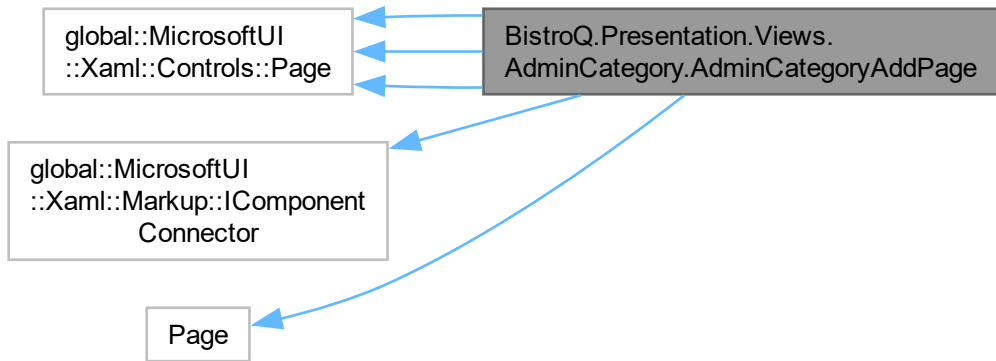 global::MicrosoftUI
::Xaml::Controls::Page
BistroQ.Presentation.Views.
AdminCategory.AdminCategoryAddPage
global::MicrosoftUI
::Xaml::Markup::IComponent
Connector
Page